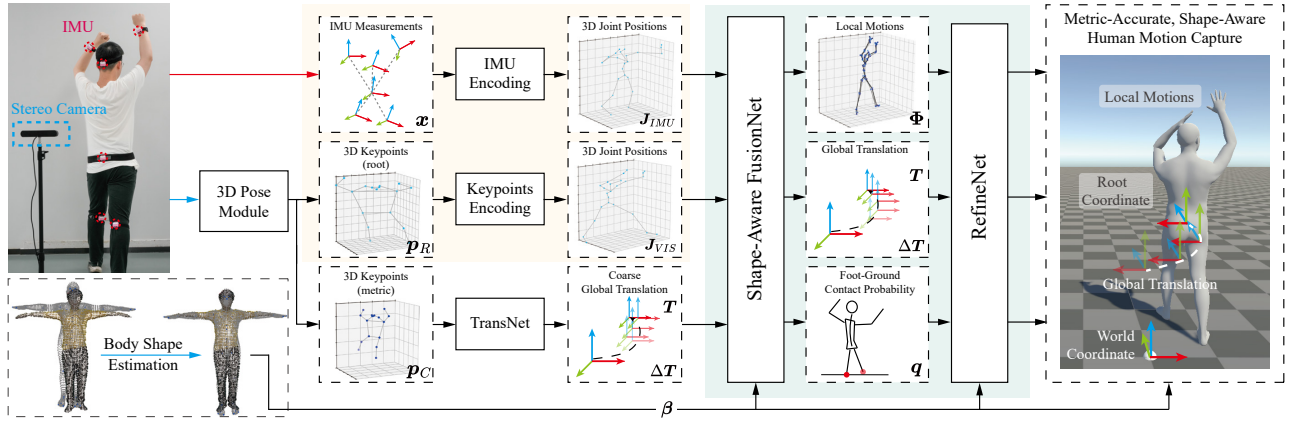 IMU
Stereo Camera
3D Pose
Module
Body Shape
Estimation
IMU Measurements
x
IMU
Encoding
3D Joint Positions
J_IMU
3D Keypoints
(root)
p_R
Keypoints
Encoding
3D Joint Positions
J_VIS
3D Keypoints
(metric)
p_C
TransNet
Coarse
Global Translation
T
ΔT
Shape-Aware FusionNet
Local Motions
Φ
Global Translation
T
ΔT
Foot-Ground
Contact Probability
q
RefineNet
β
Metric-Accurate, Shape-Aware
Human Motion Capture
Local Motions
Root
Coordinate
Global Translation
World
Coordinate